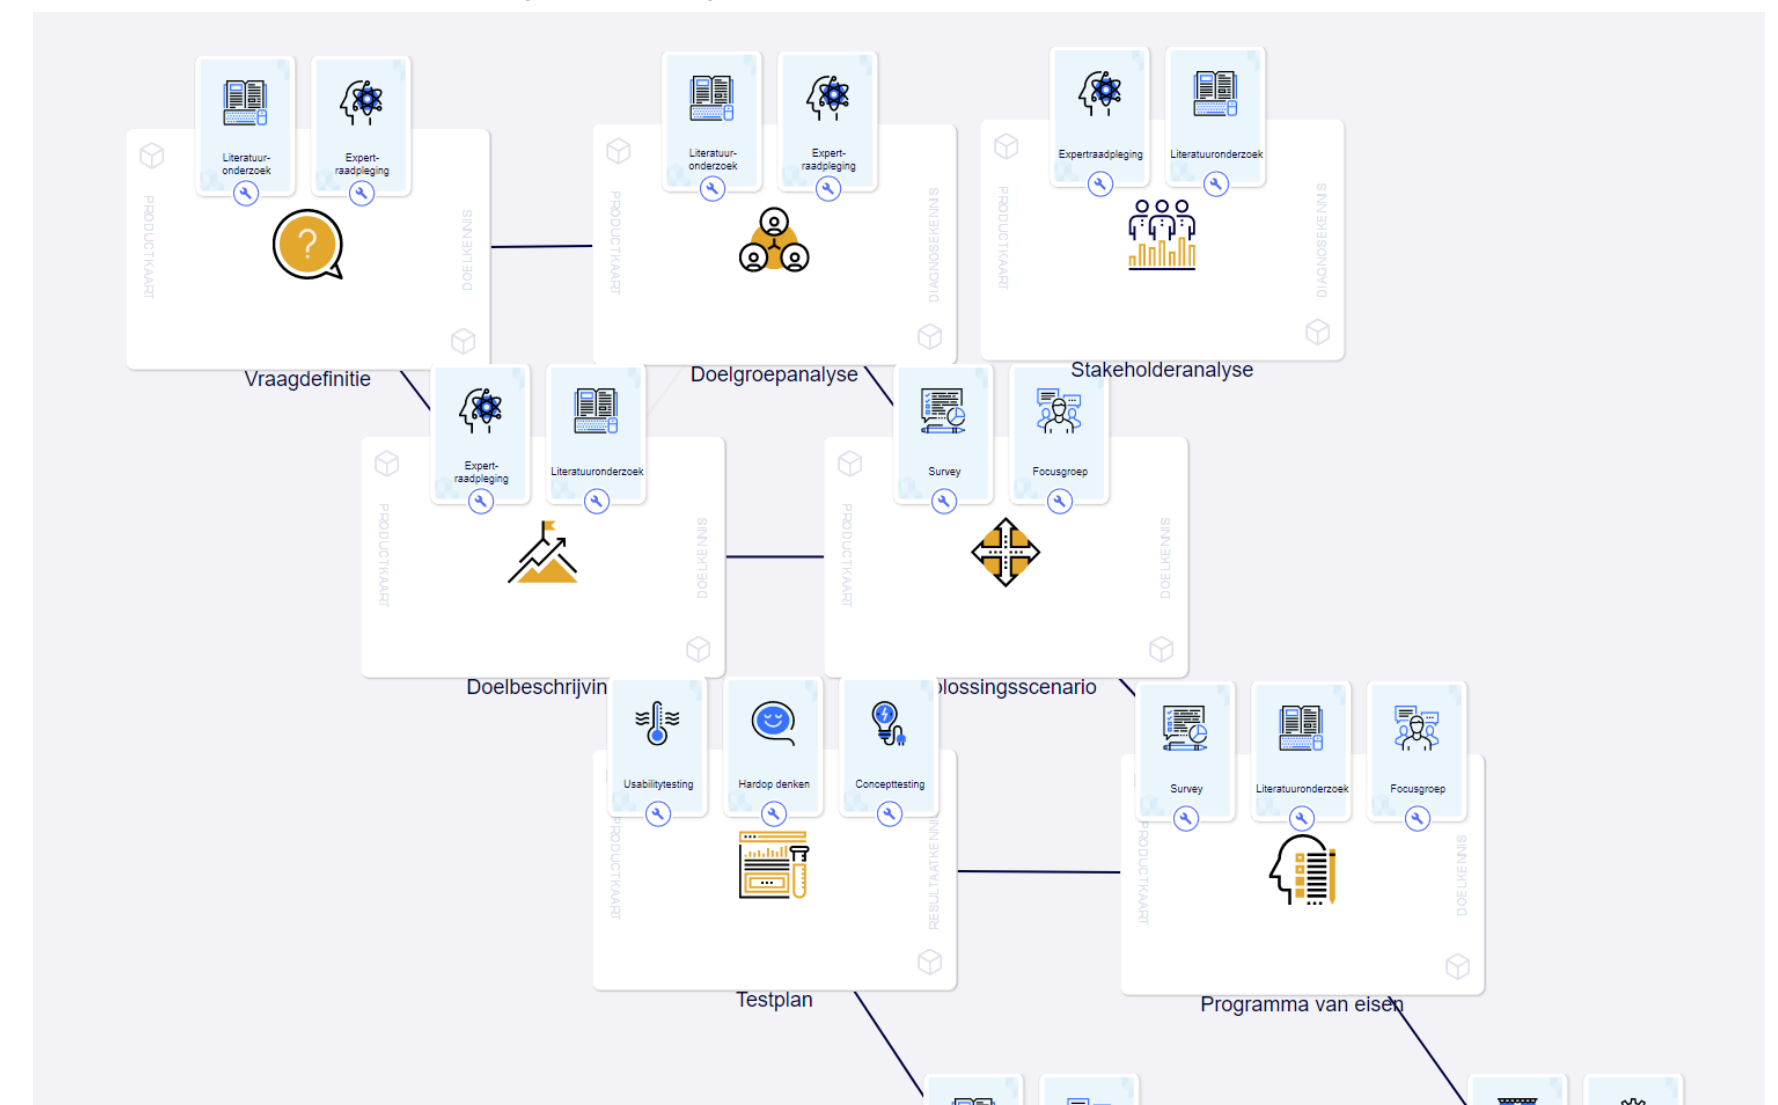 Literatuur-
onderzoek
Expert-
raadpleging
PRODUCTKAART
DOELKENNIS
Vraagdefinitie
Literatuur-
onderzoek
Expert-
raadpleging
PRODUCTKAART
DIAGNOSEKENNIS
Doelgroepanalyse
Expertraadpleging
Literatuuronderzoek
PRODUCTKAART
DIAGNOSEKENNIS
Stakeholderanalyse
Expert-
raadpleging
Literatuuronderzoek
PRODUCTKAART
DOELKENNIS
Doelbeschrijvin
Survey
Focusgroep
PRODUCTKAART
DOELKENNIS
plossingsscenario
Usabilitytesting
Hardop denken
Concepttesting
PRODUCTKAART
RESULTAATKENNI
Testplan
Survey
Literatuuronderzoek
Focusgroep
PRODUCTKAART
DOELKENNIS
Programma van eisen